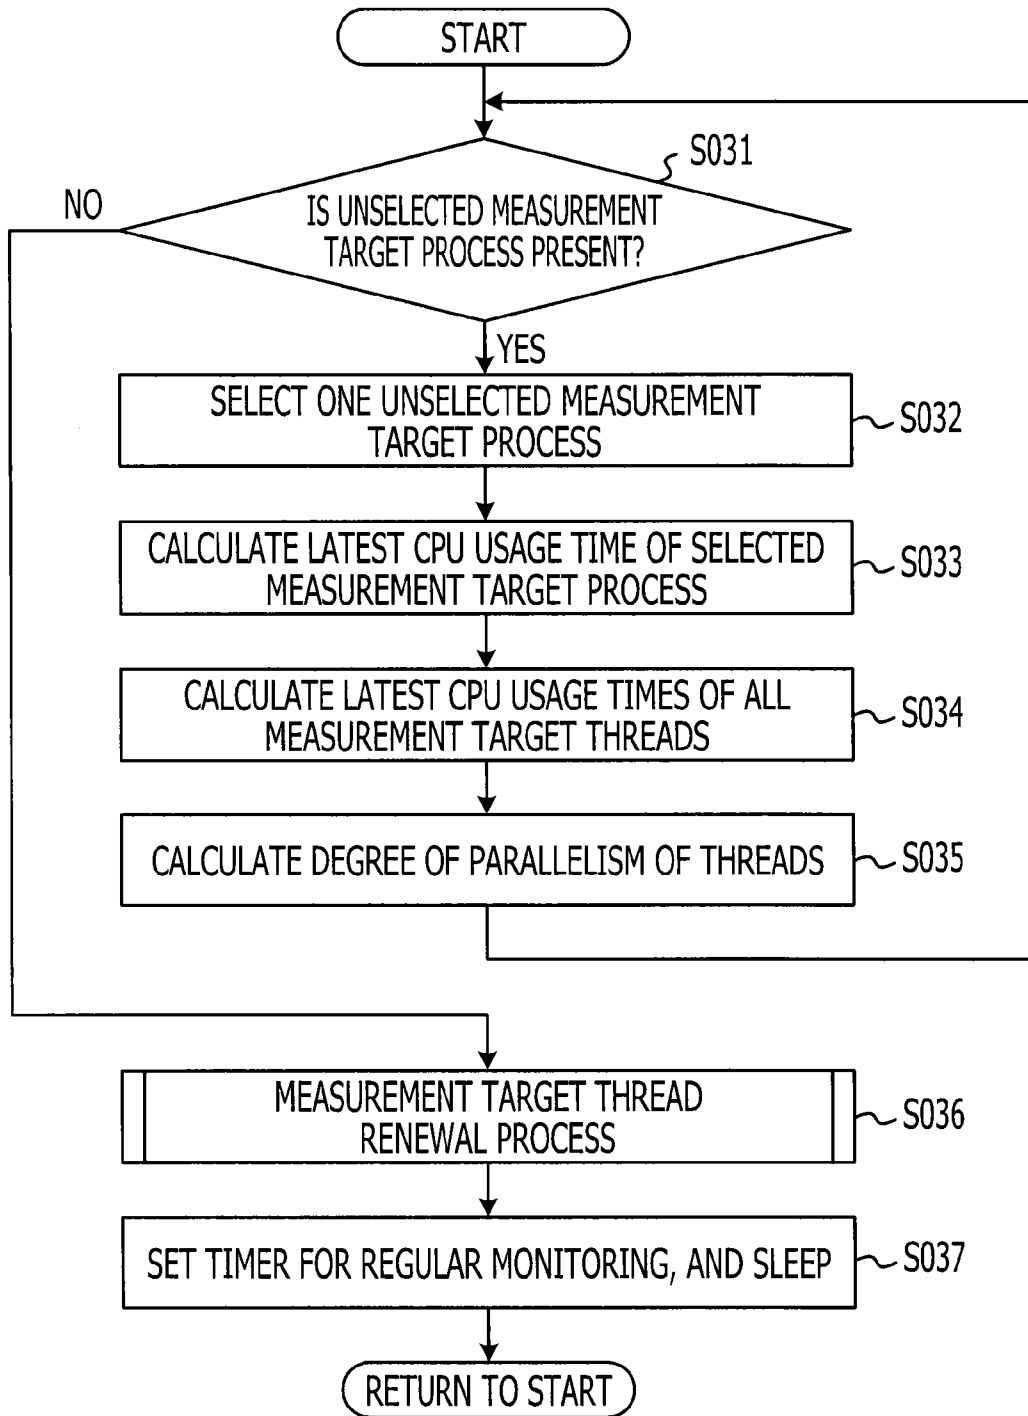 START
S031
NO
IS UNSELECTED MEASUREMENT
TARGET PROCESS PRESENT?
YES
SELECT ONE UNSELECTED MEASUREMENT
TARGET PROCESS
S032
CALCULATE LATEST CPU USAGE TIME OF SELECTED
MEASUREMENT TARGET PROCESS
S033
CALCULATE LATEST CPU USAGE TIMES OF ALL
MEASUREMENT TARGET THREADS
S034
CALCULATE DEGREE OF PARALLELISM OF THREADS
S035
MEASUREMENT TARGET THREAD
RENEWAL PROCESS
S036
SET TIMER FOR REGULAR MONITORING, AND SLEEP
S037
RETURN TO START